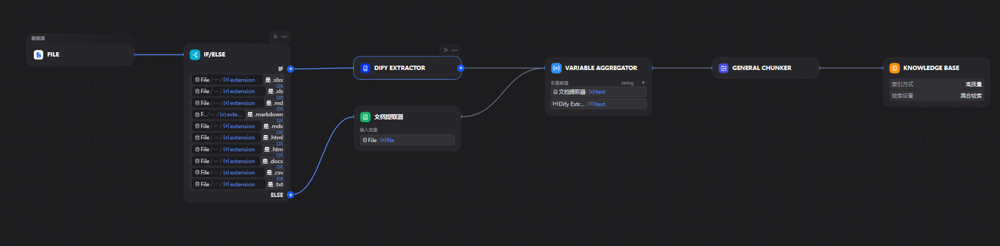 数据源
FILE
IF/ELSE
IF
File / ··· / (x) extension 是 .xlsx
OR
File / ··· / (x) extension 是 .xls
OR
File / ··· / (x) extension 是 .md
OR
F.. / ··· / (x) exte... 是 .markdown
OR
File / ··· / (x) extension 是 .mdx
OR
File / ··· / (x) extension 是 .html
OR
File / ··· / (x) extension 是 .htm
OR
File / ··· / (x) extension 是 .docx
OR
File / ··· / (x) extension 是 .csv
OR
File / ··· / (x) extension 是 .txt
ELSE
DIFY EXTRACTOR
文档提取器
输入变量
File / (x) file
VARIABLE AGGREGATOR
变量赋值 string +
文档提取器 / (x) text
(x) Dify Extr... / (x) text
GENERAL CHUNKER
KNOWLEDGE BASE
索引方式 高质量
检索设置 混合检索